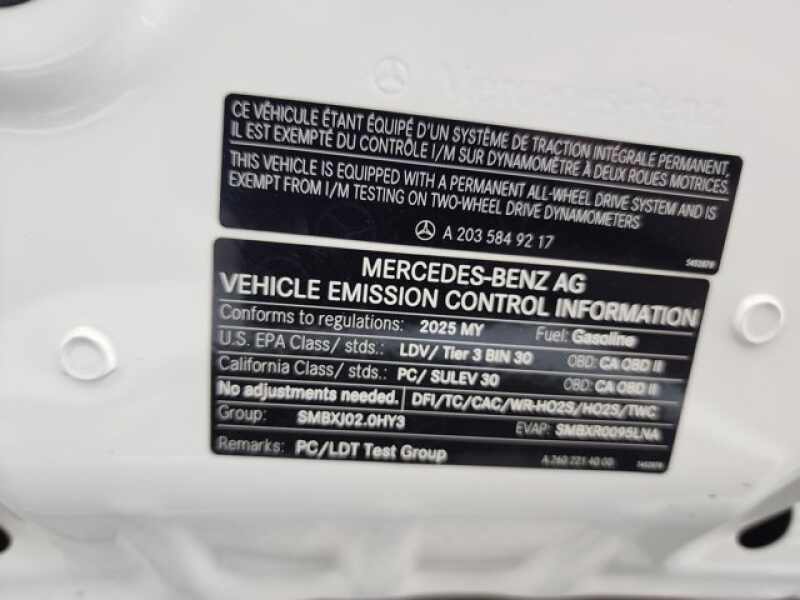 CE VÉHICULE ÉTANT ÉQUIPÉ D'UN SYSTÈME DE TRACTION INTÉGRALE PERMANENT,
IL EST EXEMPTÉ DU CONTRÔLE I/M SUR DYNAMOMÈTRE À DEUX ROUES MOTRICES.
THIS VEHICLE IS EQUIPPED WITH A PERMANENT ALL-WHEEL DRIVE SYSTEM AND IS
EXEMPT FROM I/M TESTING ON TWO-WHEEL DRIVE DYNAMOMETERS
A 203 584 92 17
MERCEDES-BENZ AG
VEHICLE EMISSION CONTROL INFORMATION
Conforms to regulations: 2025 MY Fuel: Gasoline
U.S. EPA Class/ stds.: LDV/ Tier 3 BIN 30 OBD: CA OBD II
California Class/ stds.: PC/ SULEV 30 OBD: CA OBD II
No adjustments needed. DFI/TC/CAC/WR-HO2S/HO2S/TWC
Group: SMBXJ02.0HY3 EVAP: SMBXR0095LNA
Remarks: PC/LDT Test Group A 260 221 40 00